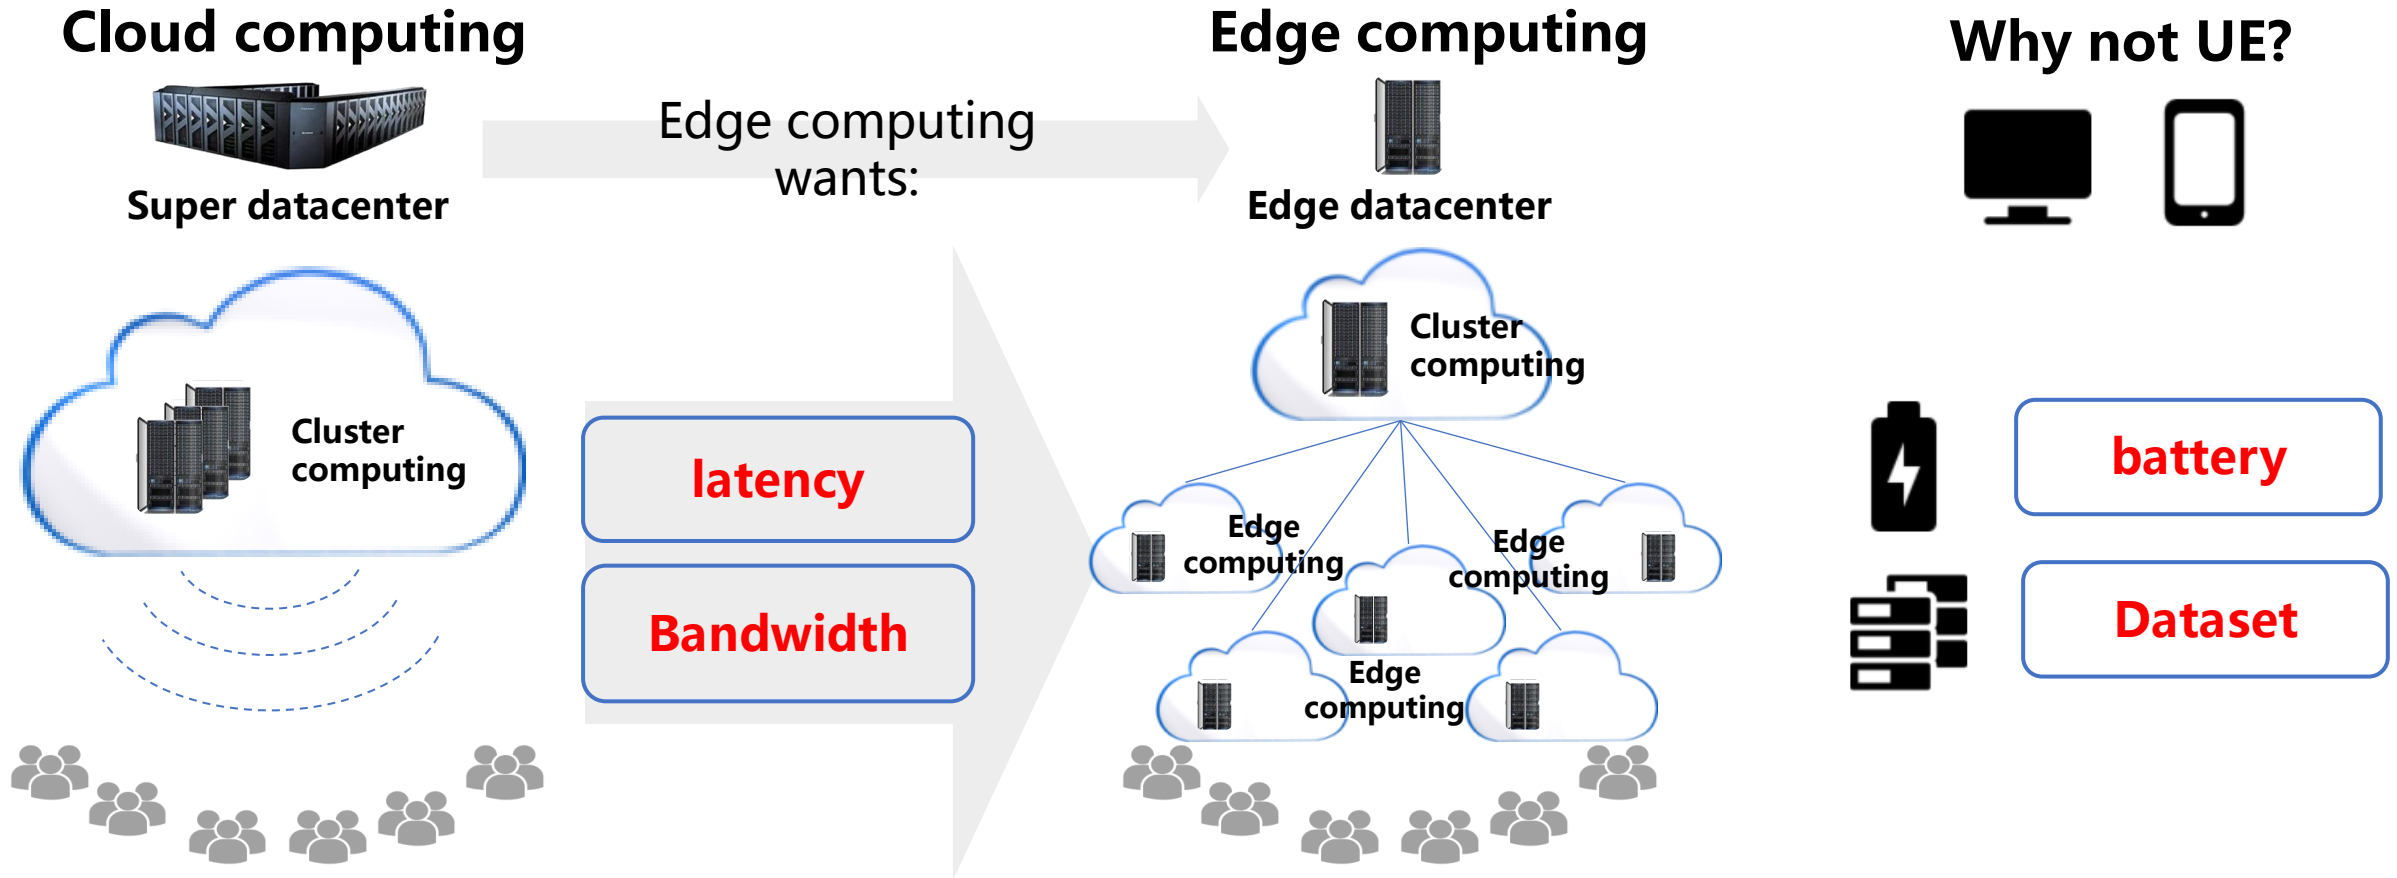 Cloud computing
Super datacenter
Cluster
computing
Edge computing
wants:
latency
Bandwidth
Edge computing
Edge datacenter
Cluster
computing
Edge
computing
Edge
computing
Edge
computing
Why not UE?
battery
Dataset